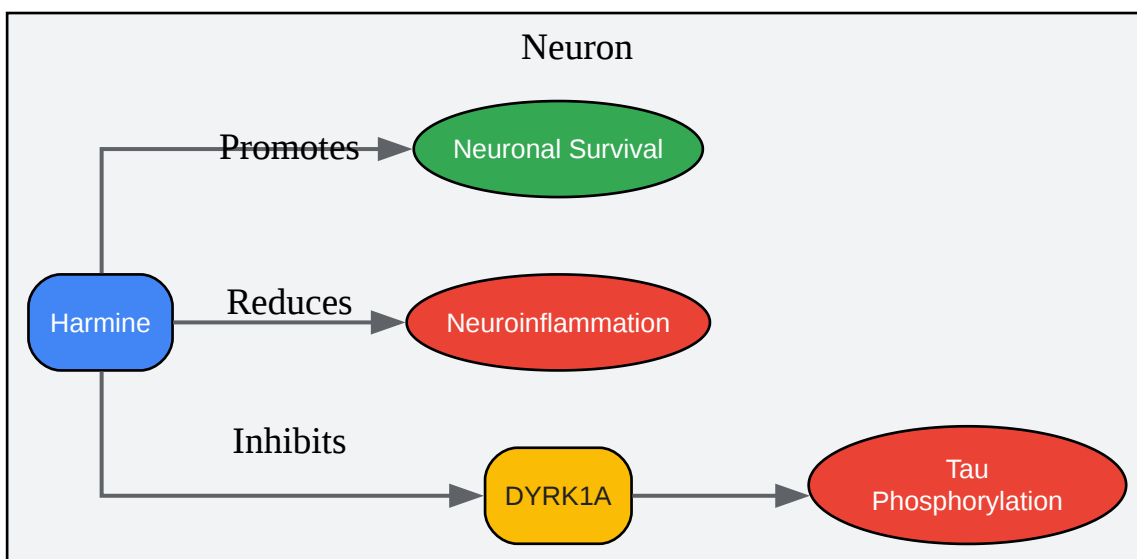 Neuron
Promotes
Neuronal Survival
Harmine
Reduces
Neuroinflammation
Inhibits
DYRK1A
Tau
Phosphorylation